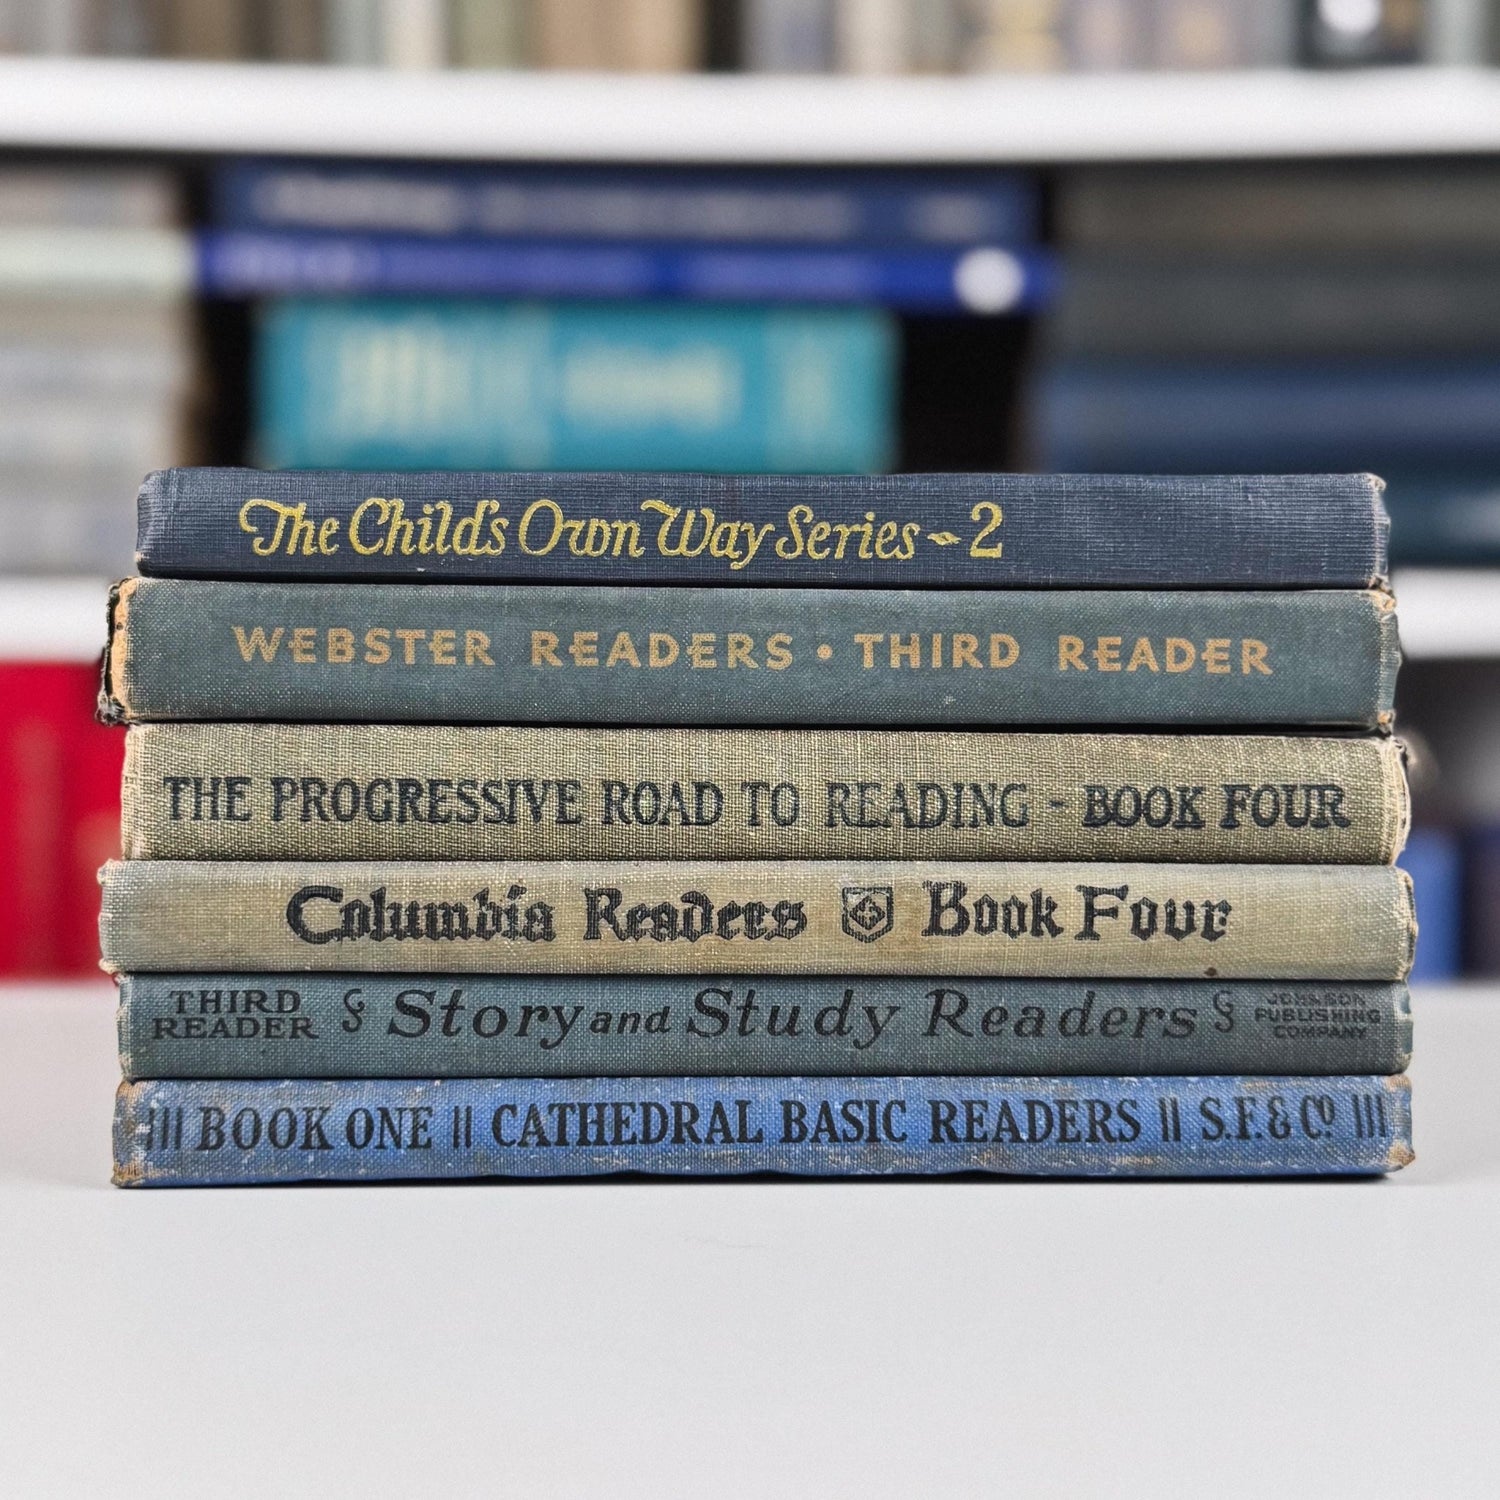 The Child's Own Way Series ~ 2
WEBSTER READERS • THIRD READER
THE PROGRESSIVE ROAD TO READING - BOOK FOUR
Columbia Readers Book Four
THIRD
READER
Story and Study Readers
JOHNSON
PUBLISHING
COMPANY
BOOK ONE || CATHEDRAL BASIC READERS || S.F. & Co.